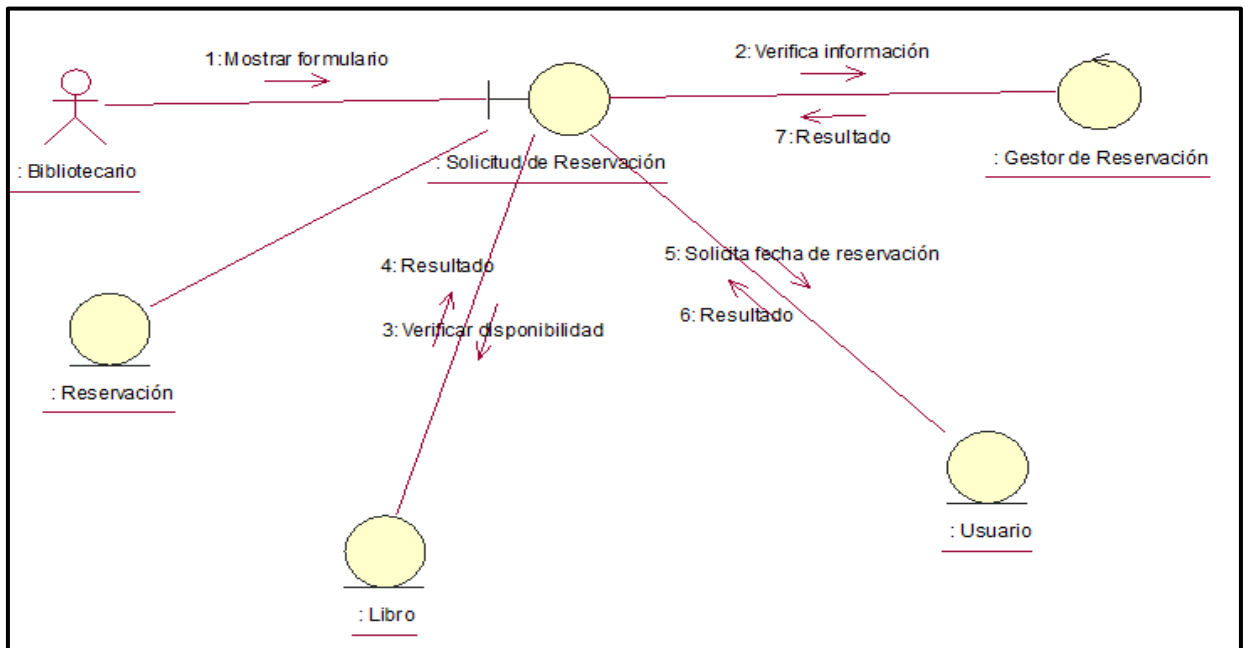 1: Mostrar formulario
2: Verifica información
7: Resultado
: Bibliotecario
: Solicitud de Reservación
: Gestor de Reservación
4: Resultado
5: Solicita fecha de reservación
3: Verificar disponibilidad
6: Resultado
: Reservación
: Usuario
: Libro